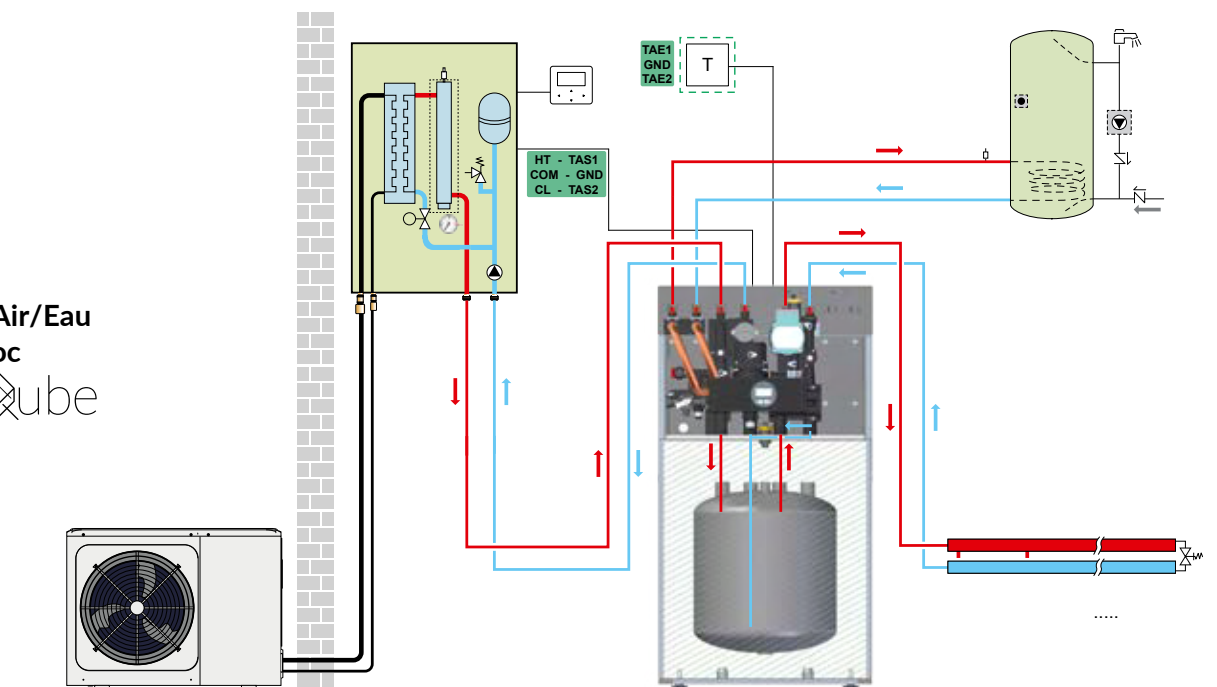 TAE1
GND
TAE2
T
HT - TAS1
COM - GND
CL - TAS2
Air/Eau
oc
ube
.....